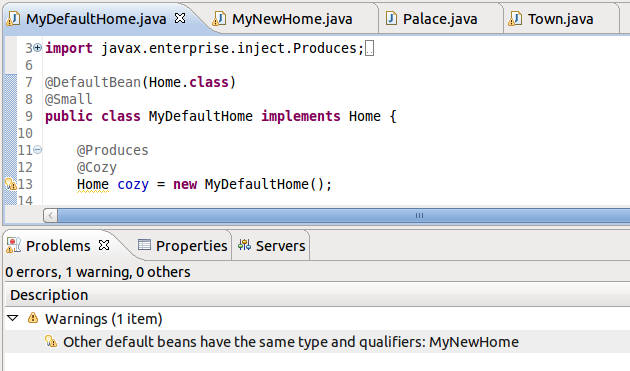 MyDefaultHome.java MyNewHome.java Palace.java Town.java
3 import javax.enterprise.inject.Produces;
6
7 @DefaultBean(Home.class)
8 @Small
9 public class MyDefaultHome implements Home {
10
11 @Produces
12 @Cozy
13 Home cozy = new MyDefaultHome();
14
Problems Properties Servers
0 errors, 1 warning, 0 others
Description
Warnings (1 item)
Other default beans have the same type and qualifiers: MyNewHome